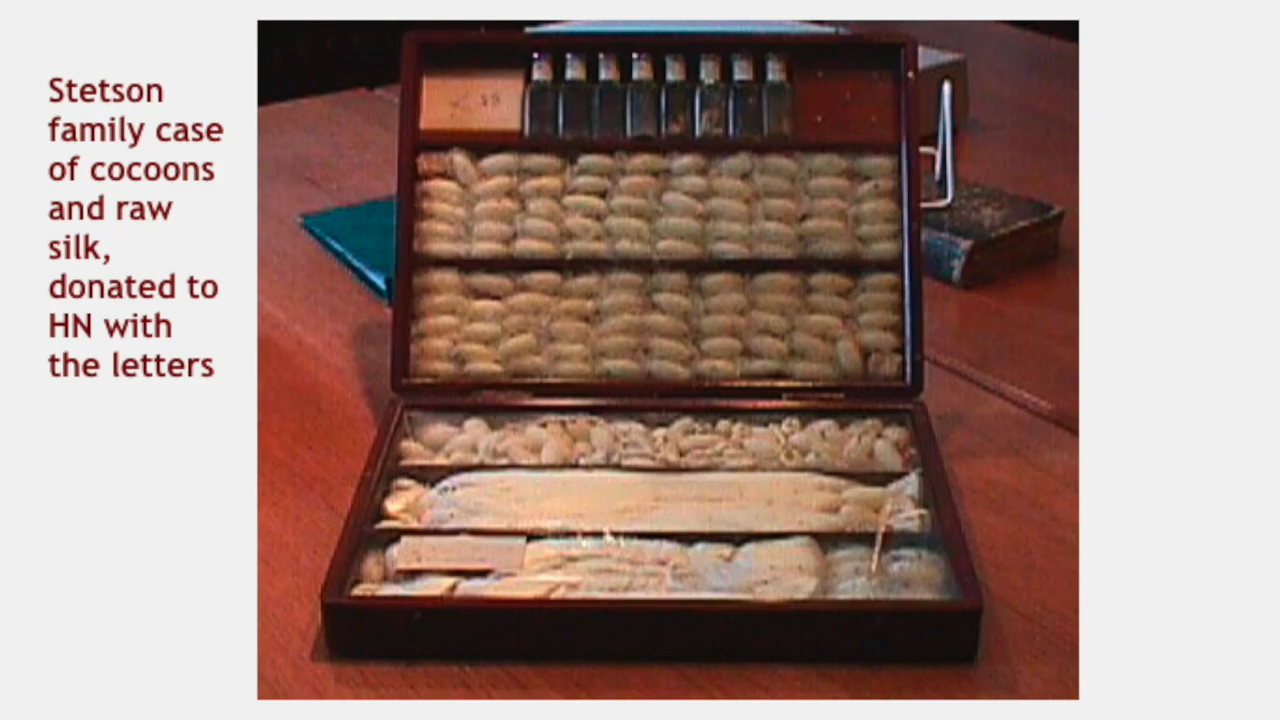 Stetson
family case
of cocoons
and raw
silk,
donated to
HN with
the letters